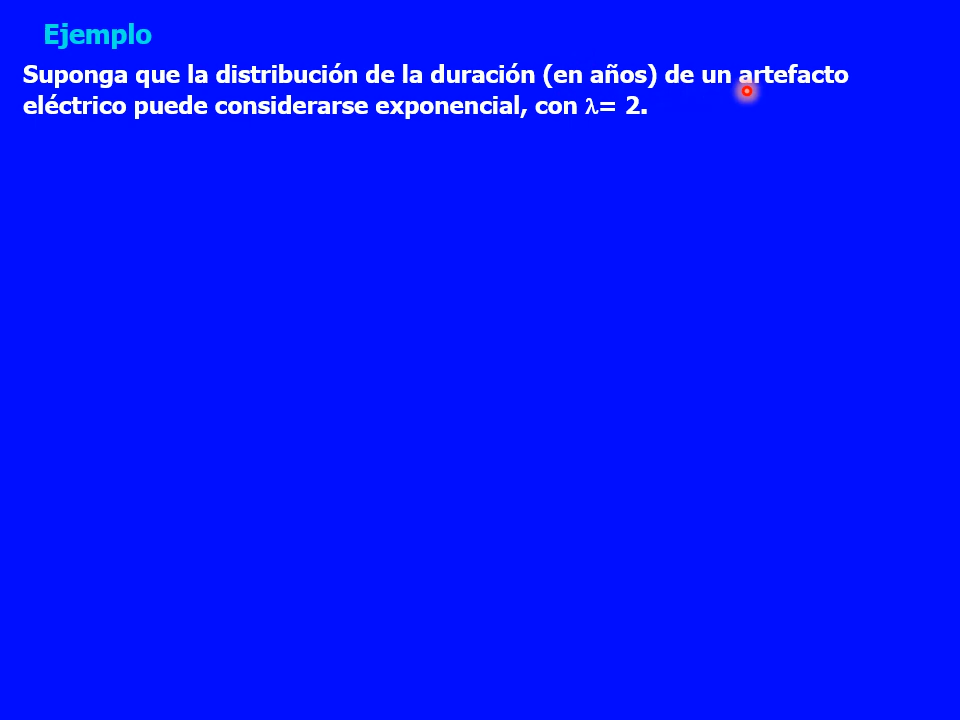 Ejemplo
Suponga que la distribución de la duración (en años) de un artefacto
eléctrico puede considerarse exponencial, con λ= 2.